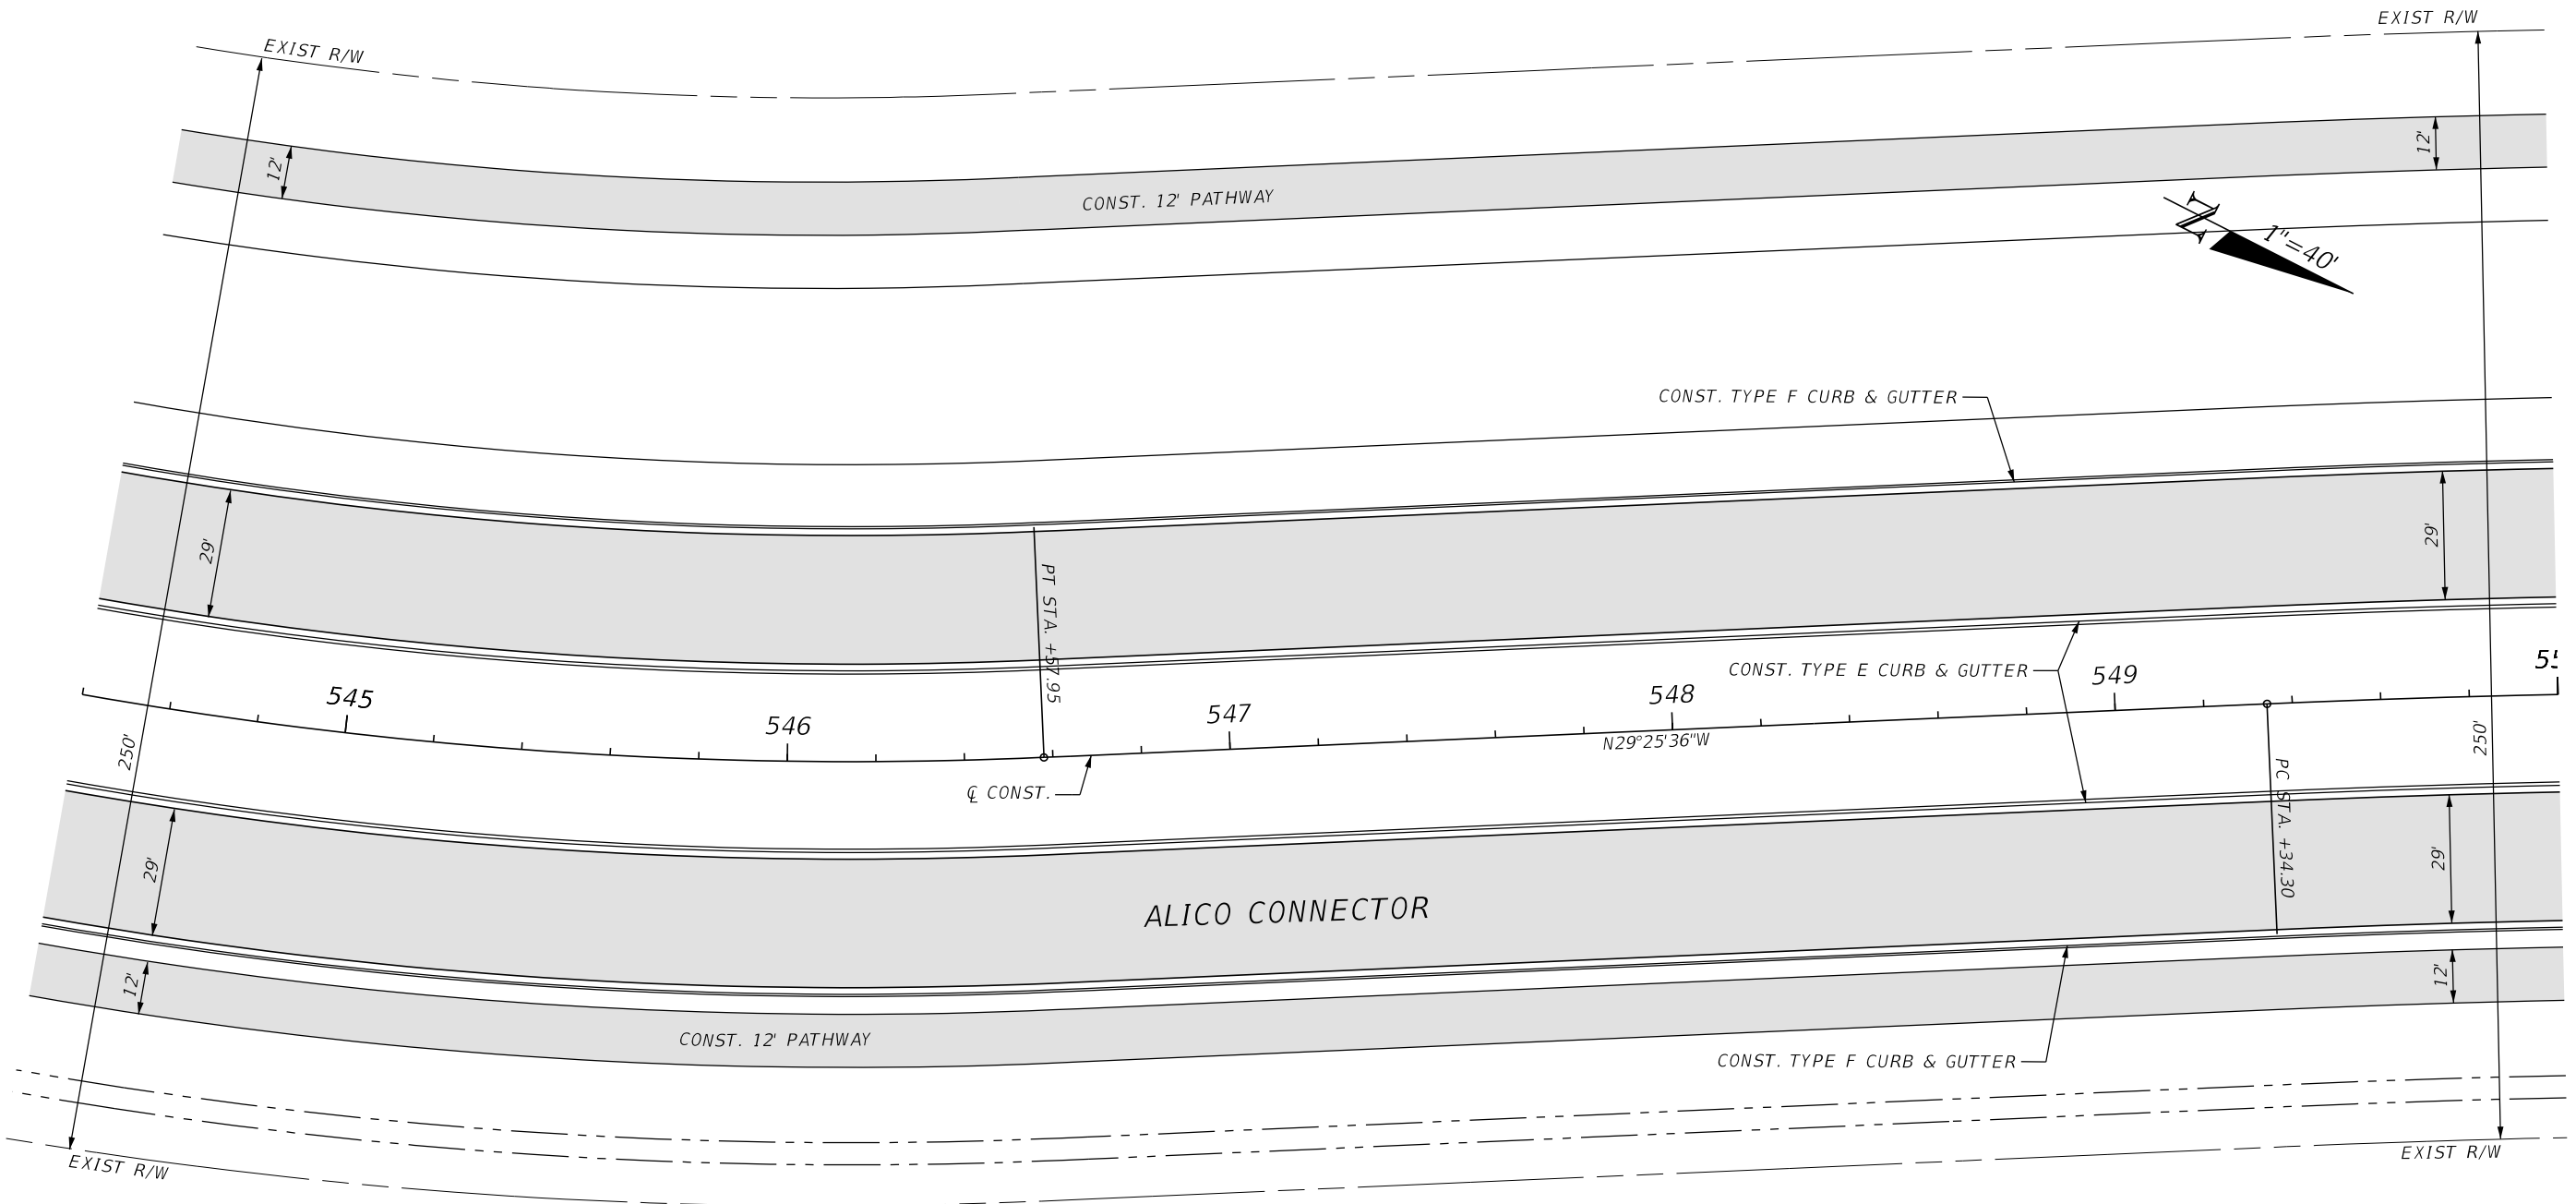 EXIST R/W
EXIST R/W
12'
12'
CONST. 12' PATHWAY
N
1"=40'
CONST. TYPE F CURB & GUTTER
29'
29'
PT STA. +57.95
CONST. TYPE E CURB & GUTTER
545
546
547
548
549
N29°25'36"W
250'
250'
℄ CONST.
PC STA. +34.30
29'
29'
ALICO CONNECTOR
12'
12'
CONST. 12' PATHWAY
CONST. TYPE F CURB & GUTTER
EXIST R/W
EXIST R/W